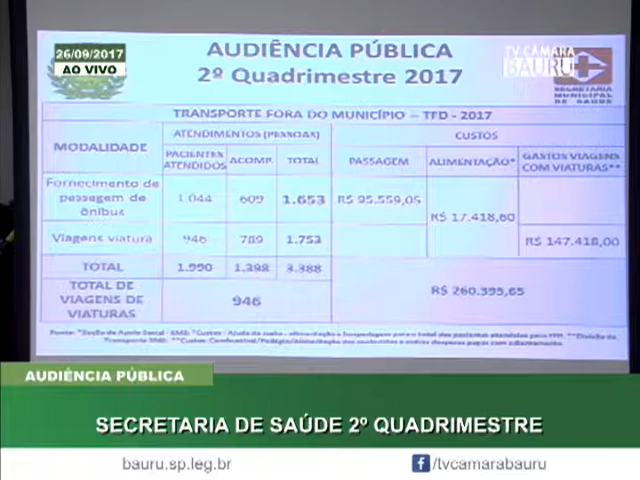 26/09/2017
AO VIVO
AUDIÊNCIA PÚBLICA
2º Quadrimestre 2017
TV CÂMARA
BAURU
SECRETARIA
MUNICIPAL
DE SAÚDE
TRANSPORTE FORA DO MUNICÍPIO – TFD - 2017
MODALIDADE
ATENDIMENTOS (PESSOAS)
CUSTOS
PACIENTES ATENDIDOS
ACOMP.
TOTAL
PASSAGEM
ALIMENTAÇÃO*
GASTOS VIAGENS COM VIATURAS**
Fornecimento de passagem de ônibus
1.044
609
1.653
R$ 95.559,05
R$ 17.418,60
Viagens viatura
946
789
1.753
R$ 147.418,00
TOTAL
1.990
1.398
3.388
TOTAL DE VIAGENS DE VIATURAS
946
R$ 260.395,65
AUDIÊNCIA PÚBLICA
SECRETARIA DE SAÚDE 2º QUADRIMESTRE
bauru.sp.leg.br
/tvcamarabauru